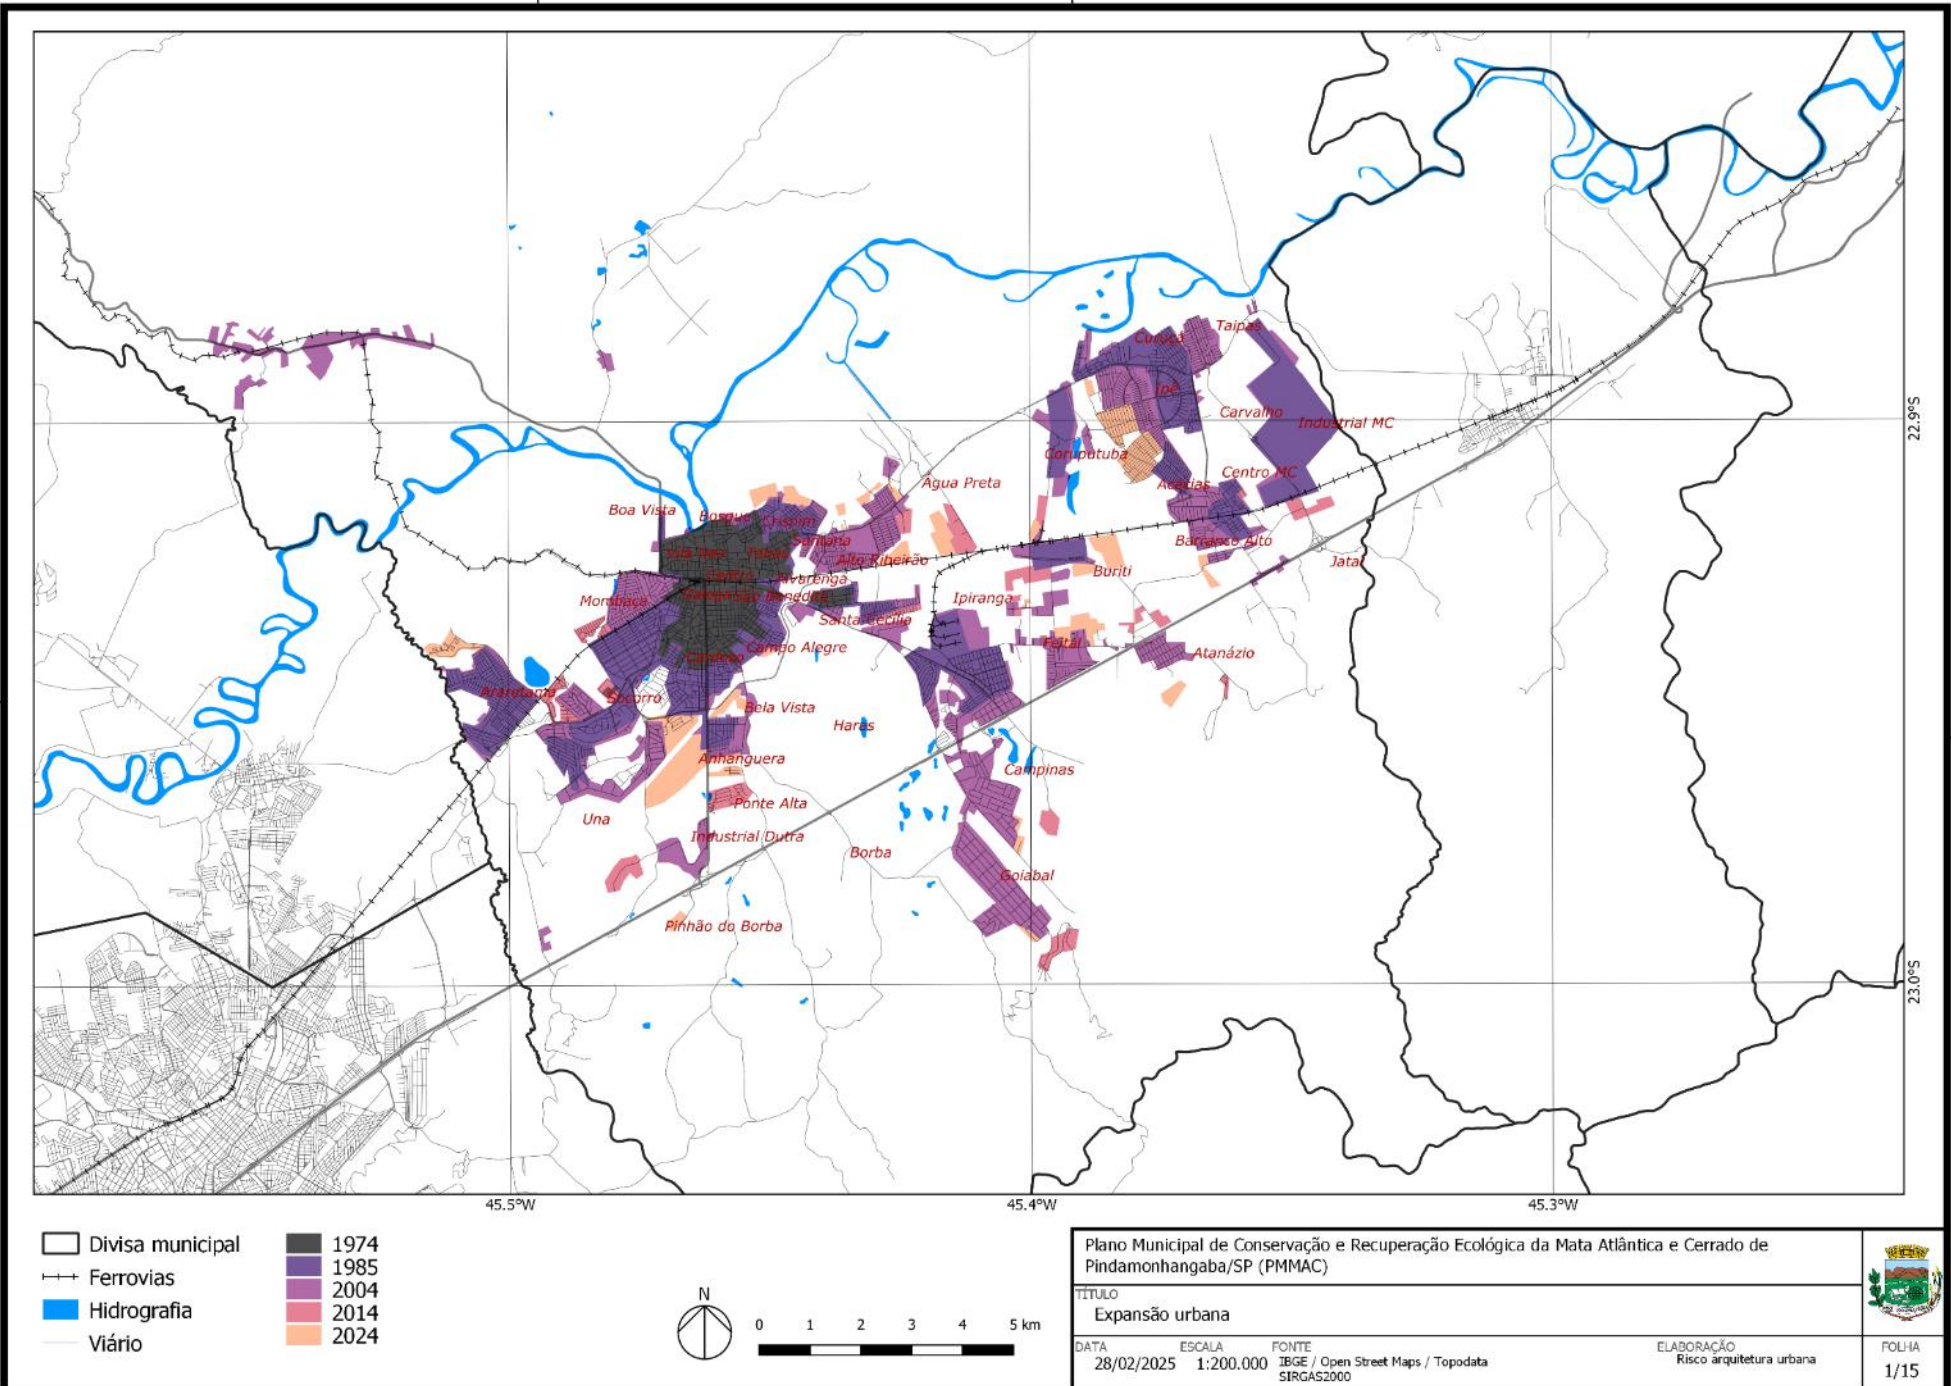 Taipas
Curuçá
Ipê
Carvalho
Industrial MC
22.9°S
Coruputuba
Centro MC
Acácias
Água Preta
Boa Vista
Bosque
Crispim
Santana
Barranco Alto
Alto Ribeirão
Jataí
Alvarenga
Buriti
Centro
São Benedito
Mombaça
Ipiranga
Santa Cecília
Campo Alegre
Feital
Atanázio
Cardoso
Araretama
Socorro
Bela Vista
Haras
Anhanguera
Campinas
Ponte Alta
Una
Industrial Dutra
Borba
Goiabal
Pinhão do Borba
23.0°S
45.5°W
45.4°W
45.3°W
Divisa municipal
Ferrovias
Hidrografia
Viário
1974
1985
2004
2014
2024
N
0 1 2 3 4 5 km
Plano Municipal de Conservação e Recuperação Ecológica da Mata Atlântica e Cerrado de
Pindamonhangaba/SP (PMMAC)
TÍTULO
Expansão urbana
DATA
28/02/2025
ESCALA
1:200.000
FONTE
IBGE / Open Street Maps / Topodata
SIRGAS2000
ELABORAÇÃO
Risco arquitetura urbana
FOLHA
1/15